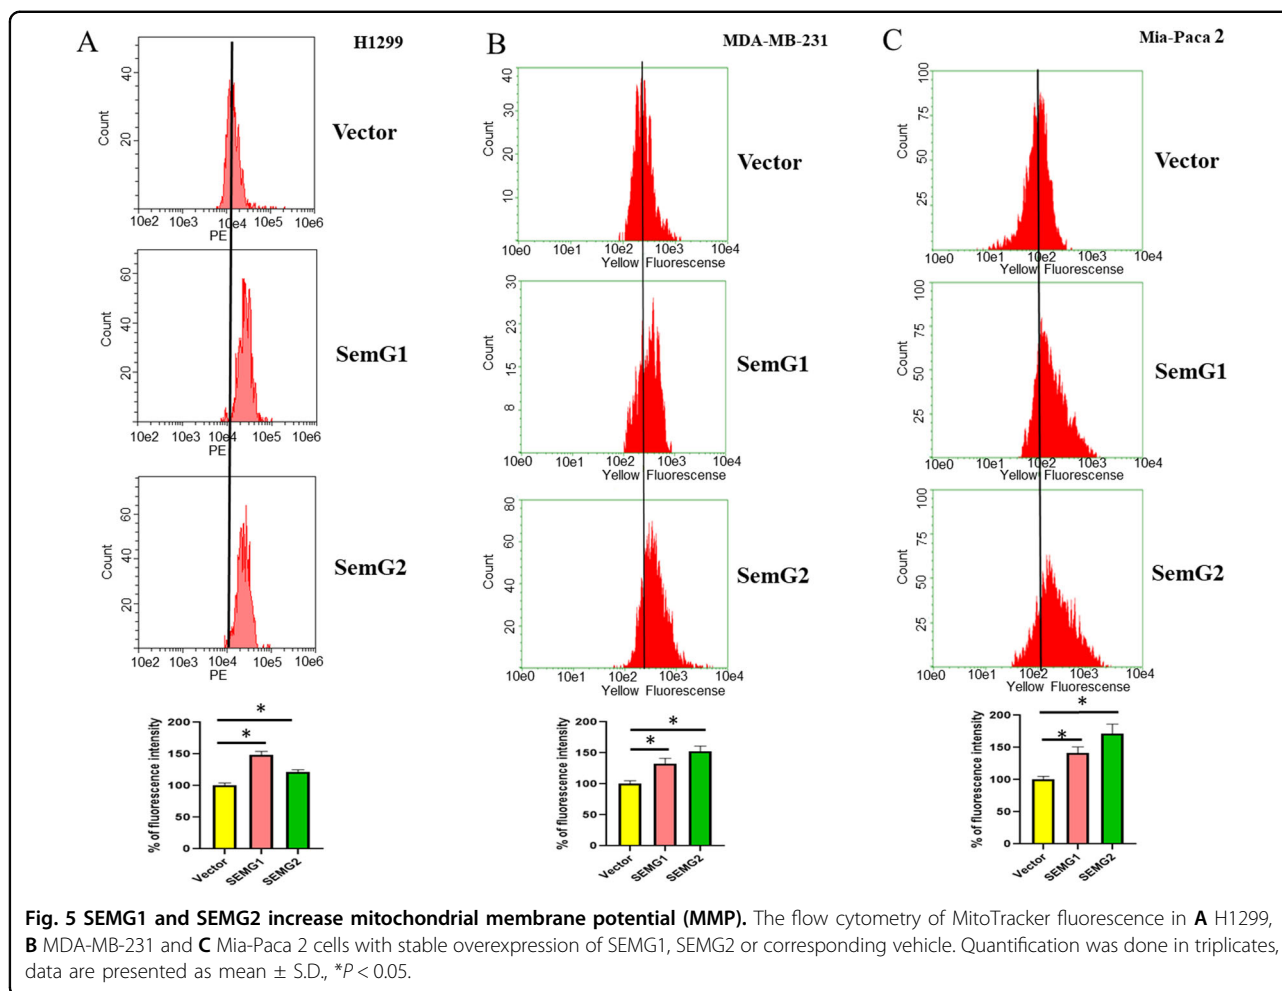 A
H1299
40
20
Count
Vector
10e2 10e3 10e4 10e5 10e6
PE
60
40
20
Count
SemG1
10e2 10e3 10e4 10e5 10e6
PE
60
40
20
Count
SemG2
10e2 10e3 10e4 10e5 10e6
PE
% of fluorescence intensity
200
150
100
50
0
*
*
Vector
SEMG1
SEMG2
B
MDA-MB-231
40
30
20
10
Count
Vector
10e0 10e1 10e2 10e3 10e4
Yellow Fluorescense
30
23
15
8
Count
SemG1
10e0 10e1 10e2 10e3 10e4
Yellow Fluorescense
80
60
40
20
Count
SemG2
10e0 10e1 10e2 10e3 10e4
Yellow Fluorescense
% of fluorescence intensity
200
150
100
50
0
*
*
Vector
SEMG1
SEMG2
C
Mia-Paca 2
100
75
50
25
Count
Vector
10e0 10e1 10e2 10e3 10e4
Yellow Fluorescense
100
75
50
25
Count
SemG1
10e0 10e1 10e2 10e3 10e4
Yellow Fluorescense
100
75
50
25
Count
SemG2
10e0 10e1 10e2 10e3 10e4
Yellow Fluorescense
% of fluorescence intensity
200
150
100
50
0
*
*
Vector
SEMG1
SEMG2
Fig. 5 SEMG1 and SEMG2 increase mitochondrial membrane potential (MMP). The flow cytometry of MitoTracker fluorescence in A H1299,
B MDA-MB-231 and C Mia-Paca 2 cells with stable overexpression of SEMG1, SEMG2 or corresponding vehicle. Quantification was done in triplicates,
data are presented as mean ± S.D., *P < 0.05.